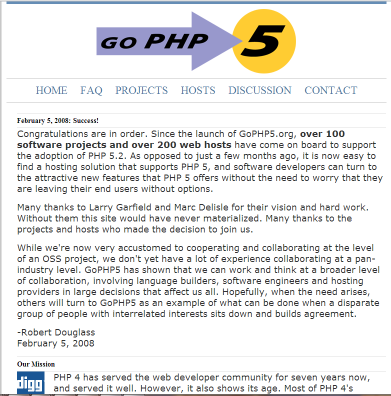 GO PHP 5
HOME FAQ PROJECTS HOSTS DISCUSSION CONTACT
February 5, 2008: Success!
Congratulations are in order. Since the launch of GoPHP5.org, over 100
software projects and over 200 web hosts have come on board to support
the adoption of PHP 5.2. As opposed to just a few months ago, it is now easy to
find a hosting solution that supports PHP 5, and software developers can turn to
the attractive new features that PHP 5 offers without the need to worry that they
are leaving their end users without options.
Many thanks to Larry Garfield and Marc Delisle for their vision and hard work.
Without them this site would have never materialized. Many thanks to the
projects and hosts who made the decision to join us.
While we're now very accustomed to cooperating and collaborating at the level
of an OSS project, we don't yet have a lot of experience collaborating at a pan-
industry level. GoPHP5 has shown that we can work and think at a broader level
of collaboration, involving language builders, software engineers and hosting
providers in large decisions that affect us all. Hopefully, when the need arises,
others will turn to GoPHP5 as an example of what can be done when a disparate
group of people with interrelated interests sits down and builds agreement.
-Robert Douglass
February 5, 2008
Our Mission
digg PHP 4 has served the web developer community for seven years now,
and served it well. However, it also shows its age. Most of PHP 4's